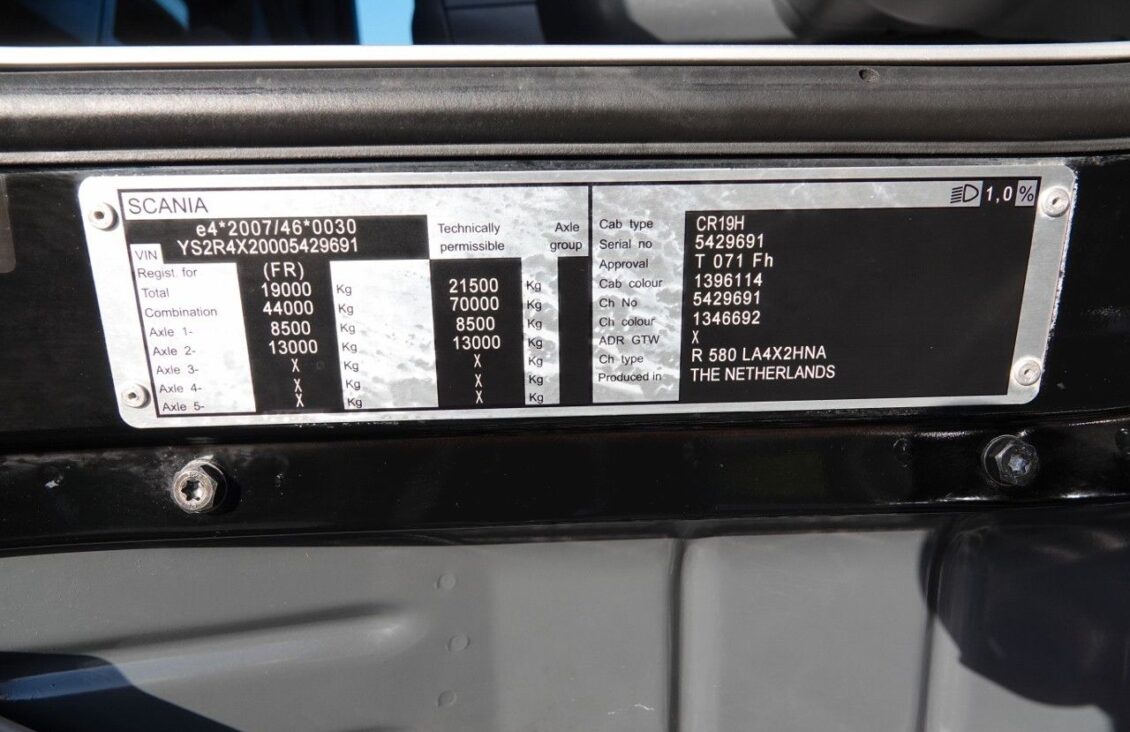 SCANIA
e4*2007/46*0030
VIN YS2R4X20005429691
Technically permissible
Axle group
Regist. for (FR)
Total 19000 Kg 21500 Kg
Combination 44000 Kg 70000 Kg
Axle 1- 8500 Kg 8500 Kg
Axle 2- 13000 Kg 13000 Kg
Axle 3- X Kg X Kg
Axle 4- X Kg X Kg
Axle 5- X Kg X Kg
1,0 %
Cab type CR19H
Serial no 5429691
Approval T 071 Fh
Cab colour 1396114
Ch No 5429691
Ch colour 1346692
ADR GTW X
Ch type R 580 LA4X2HNA
Produced in THE NETHERLANDS